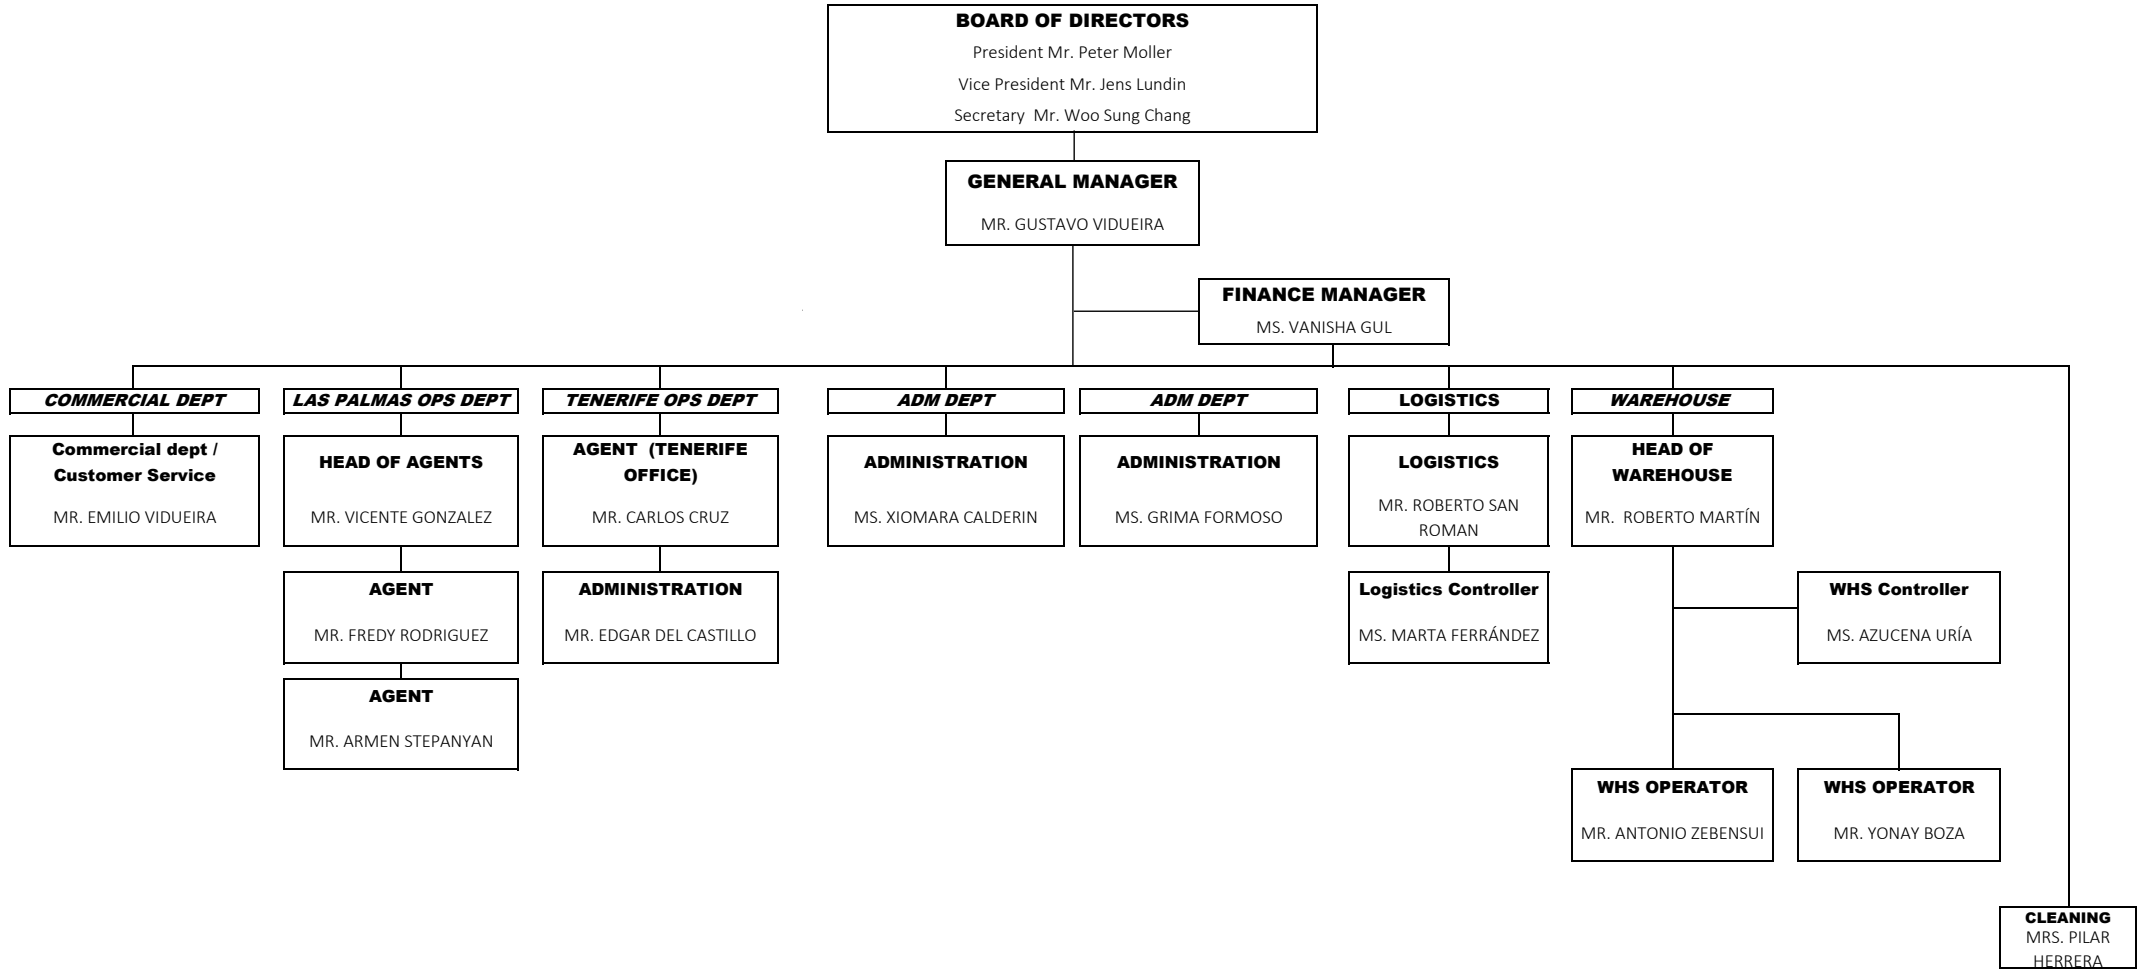 BOARD OF DIRECTORS
President Mr. Peter Moller
Vice President Mr. Jens Lundin
Secretary  Mr. Woo Sung Chang
GENERAL MANAGER
MR. GUSTAVO VIDUEIRA
FINANCE MANAGER
MS. VANISHA GUL
COMMERCIAL DEPT
Commercial dept /
Customer Service
MR. EMILIO VIDUEIRA
LAS PALMAS OPS DEPT
HEAD OF AGENTS
MR. VICENTE GONZALEZ
AGENT
MR. FREDY RODRIGUEZ
AGENT
MR. ARMEN STEPANYAN
TENERIFE OPS DEPT
AGENT  (TENERIFE
OFFICE)
MR. CARLOS CRUZ
ADMINISTRATION
MR. EDGAR DEL CASTILLO
ADM DEPT
ADMINISTRATION
MS. XIOMARA CALDERIN
ADM DEPT
ADMINISTRATION
MS. GRIMA FORMOSO
LOGISTICS
LOGISTICS
MR. ROBERTO SAN
ROMAN
Logistics Controller
MS. MARTA FERRÁNDEZ
WAREHOUSE
HEAD OF
WAREHOUSE
MR.  ROBERTO MARTÍN
WHS Controller
MS. AZUCENA URÍA
WHS OPERATOR
MR. ANTONIO ZEBENSUI
WHS OPERATOR
MR. YONAY BOZA
CLEANING
MRS. PILAR
HERRERA